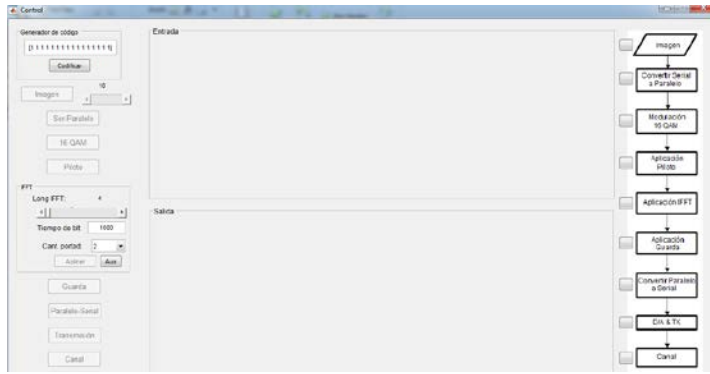 Control
Generador de código
[1 1 1 1 1 1 1 1 1 1 1 1 1 1 1 1]
Codificar
Imagen
10
Ser-Paralelo
16 QAM
Piloto
IFFT
Long IFFT:
4
Tiempo de bit:
1000
Cant. portad:
2
Aplicar
Aux
Guarda
Paralelo-Serial
Transmisión
Canal
Entrada
Salida
Imagen
Convertir Serial
a Paralelo
Modulación
16 QAM
Aplicación
Piloto
Aplicación IFFT
Aplicación
Guarda
Convertir Paralelo
a Serial
D/A & TX
Canal